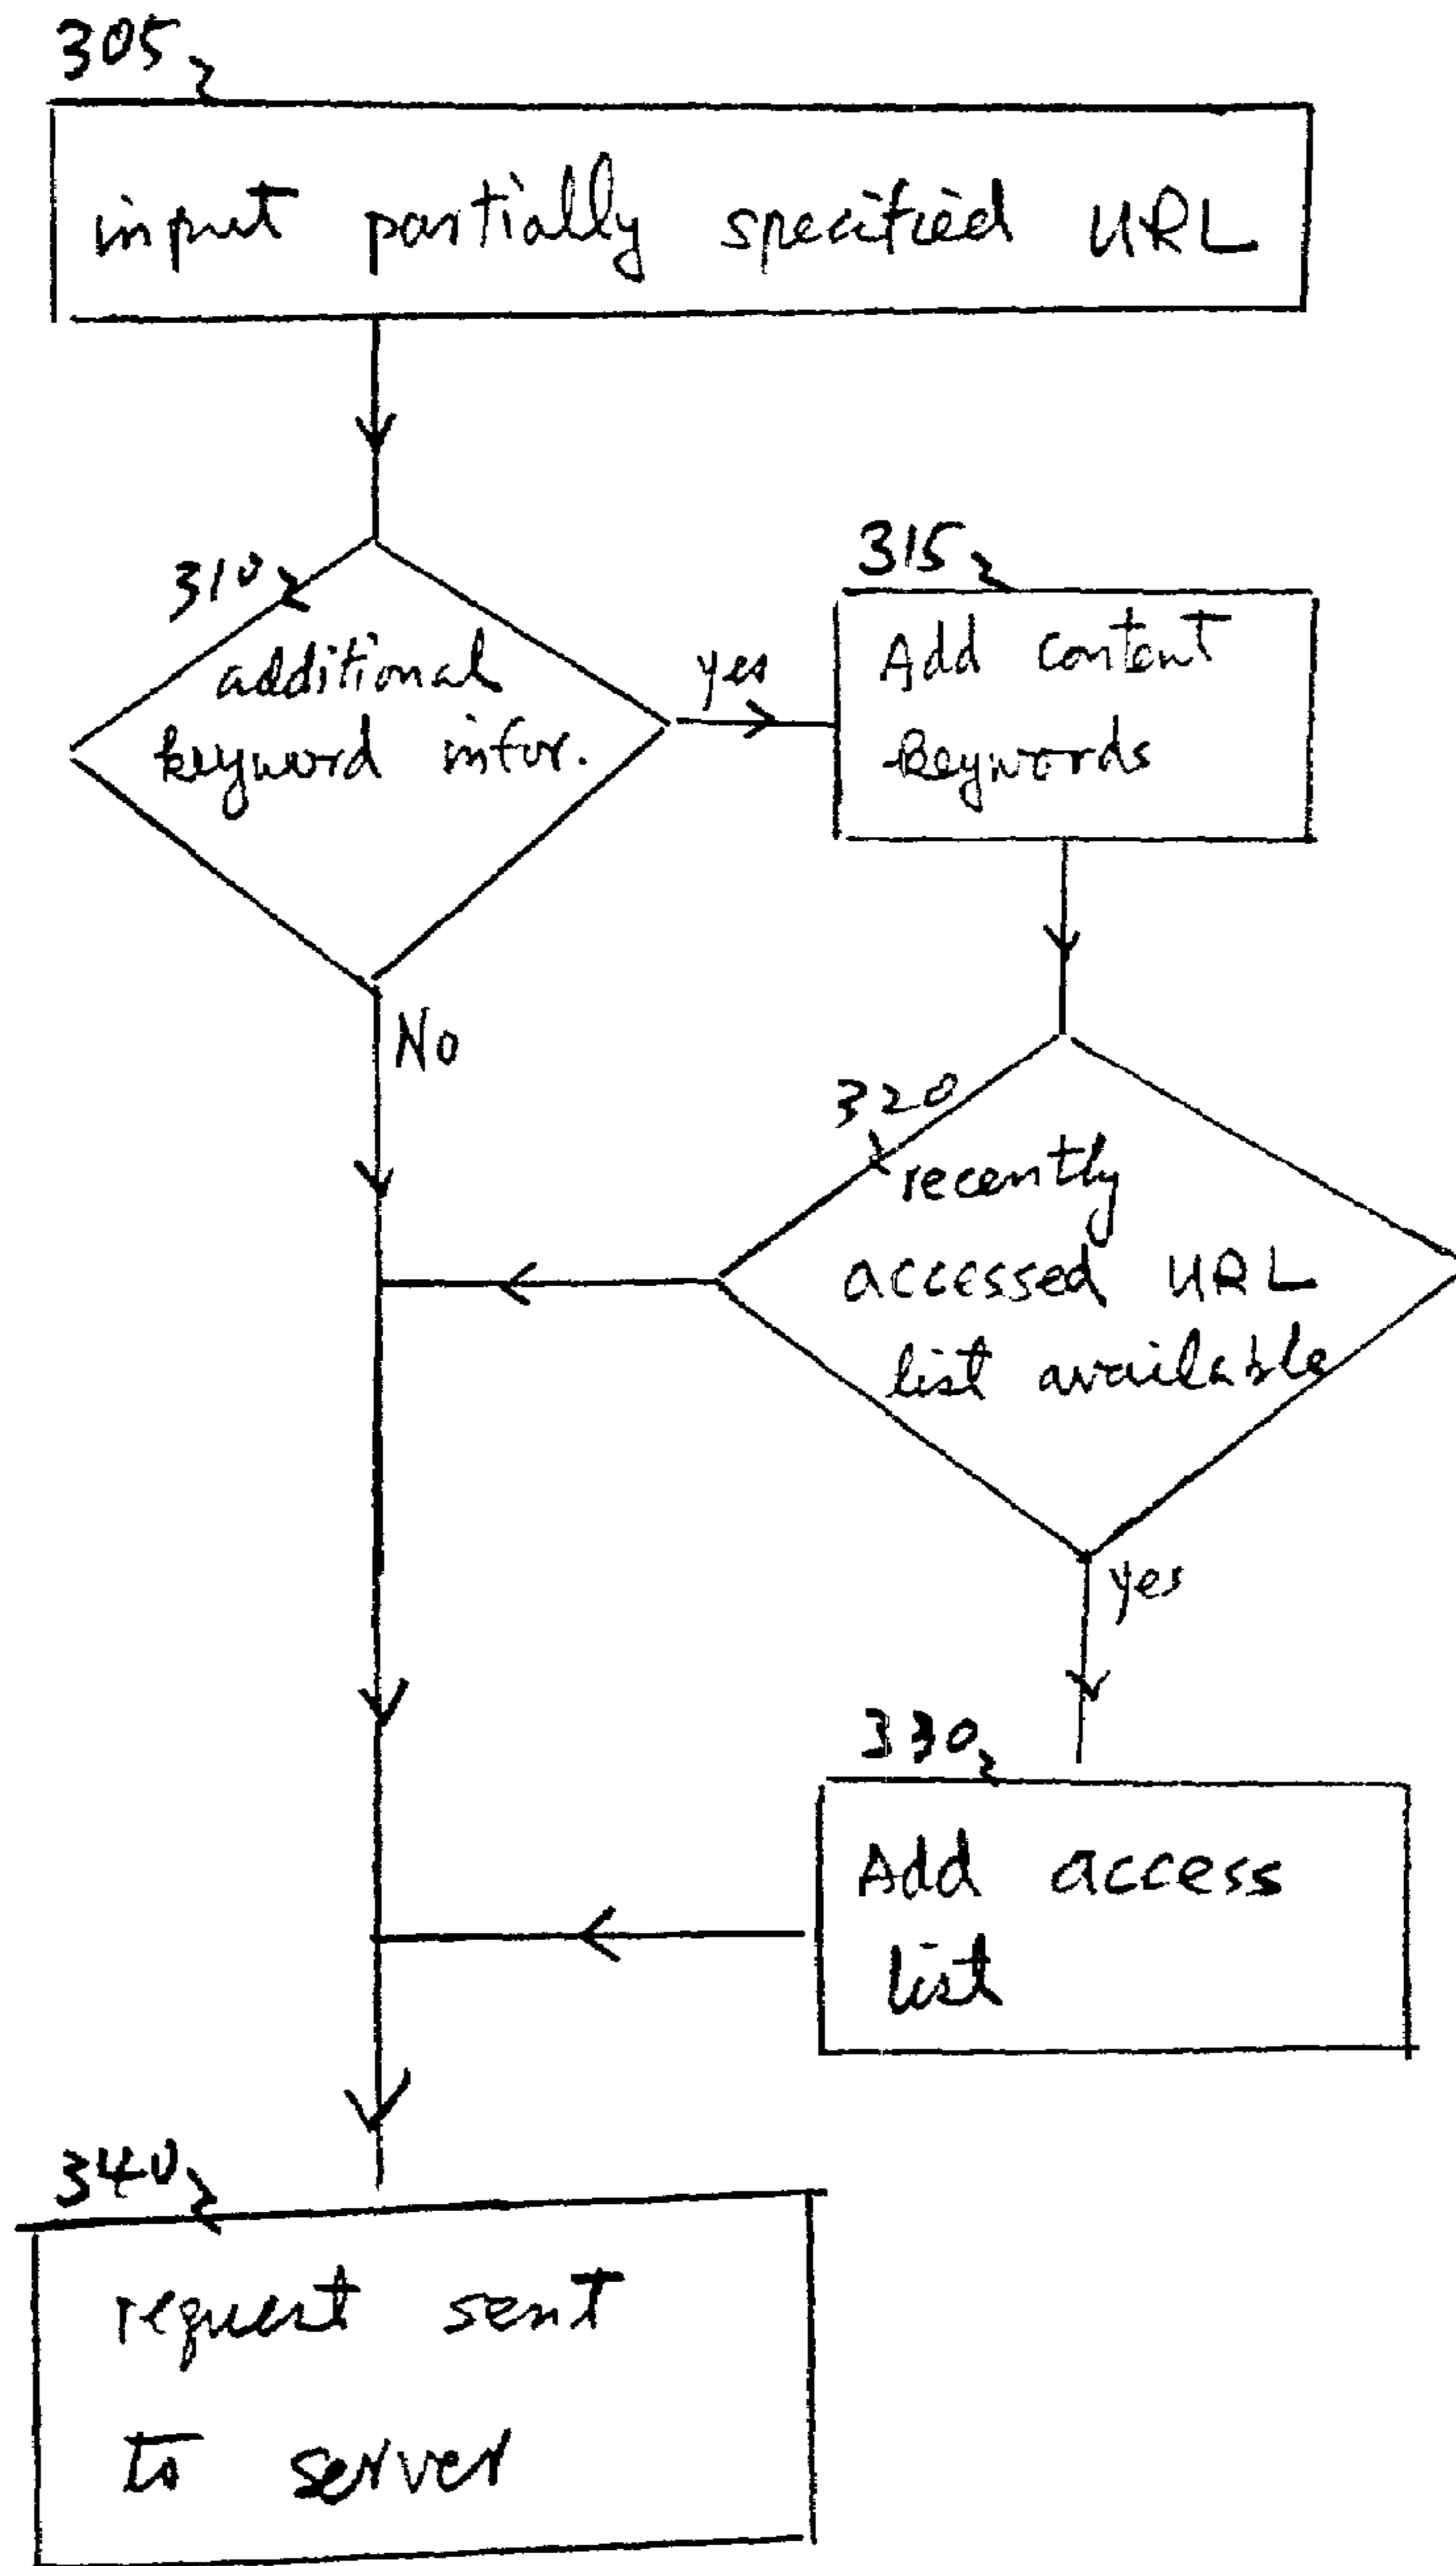 305
input partially specified URL
310
additional
keyword infor.
yes
315
Add content
keywords
No
320
recently
accessed URL
list available
yes
330
Add access
list
340
request sent
to server